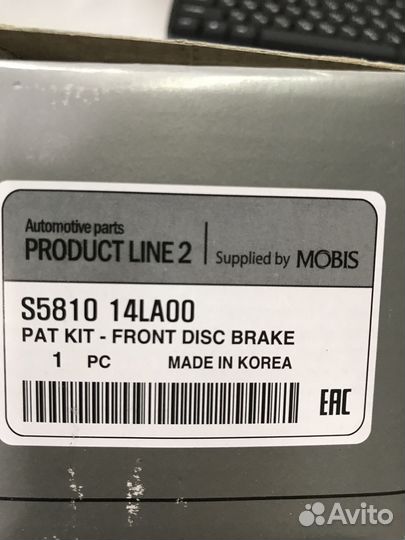 Automotive parts
PRODUCT LINE 2 Supplied by MOBIS
S5810 14LA00
PAT KIT - FRONT DISC BRAKE
1 PC MADE IN KOREA
EAC
Avito